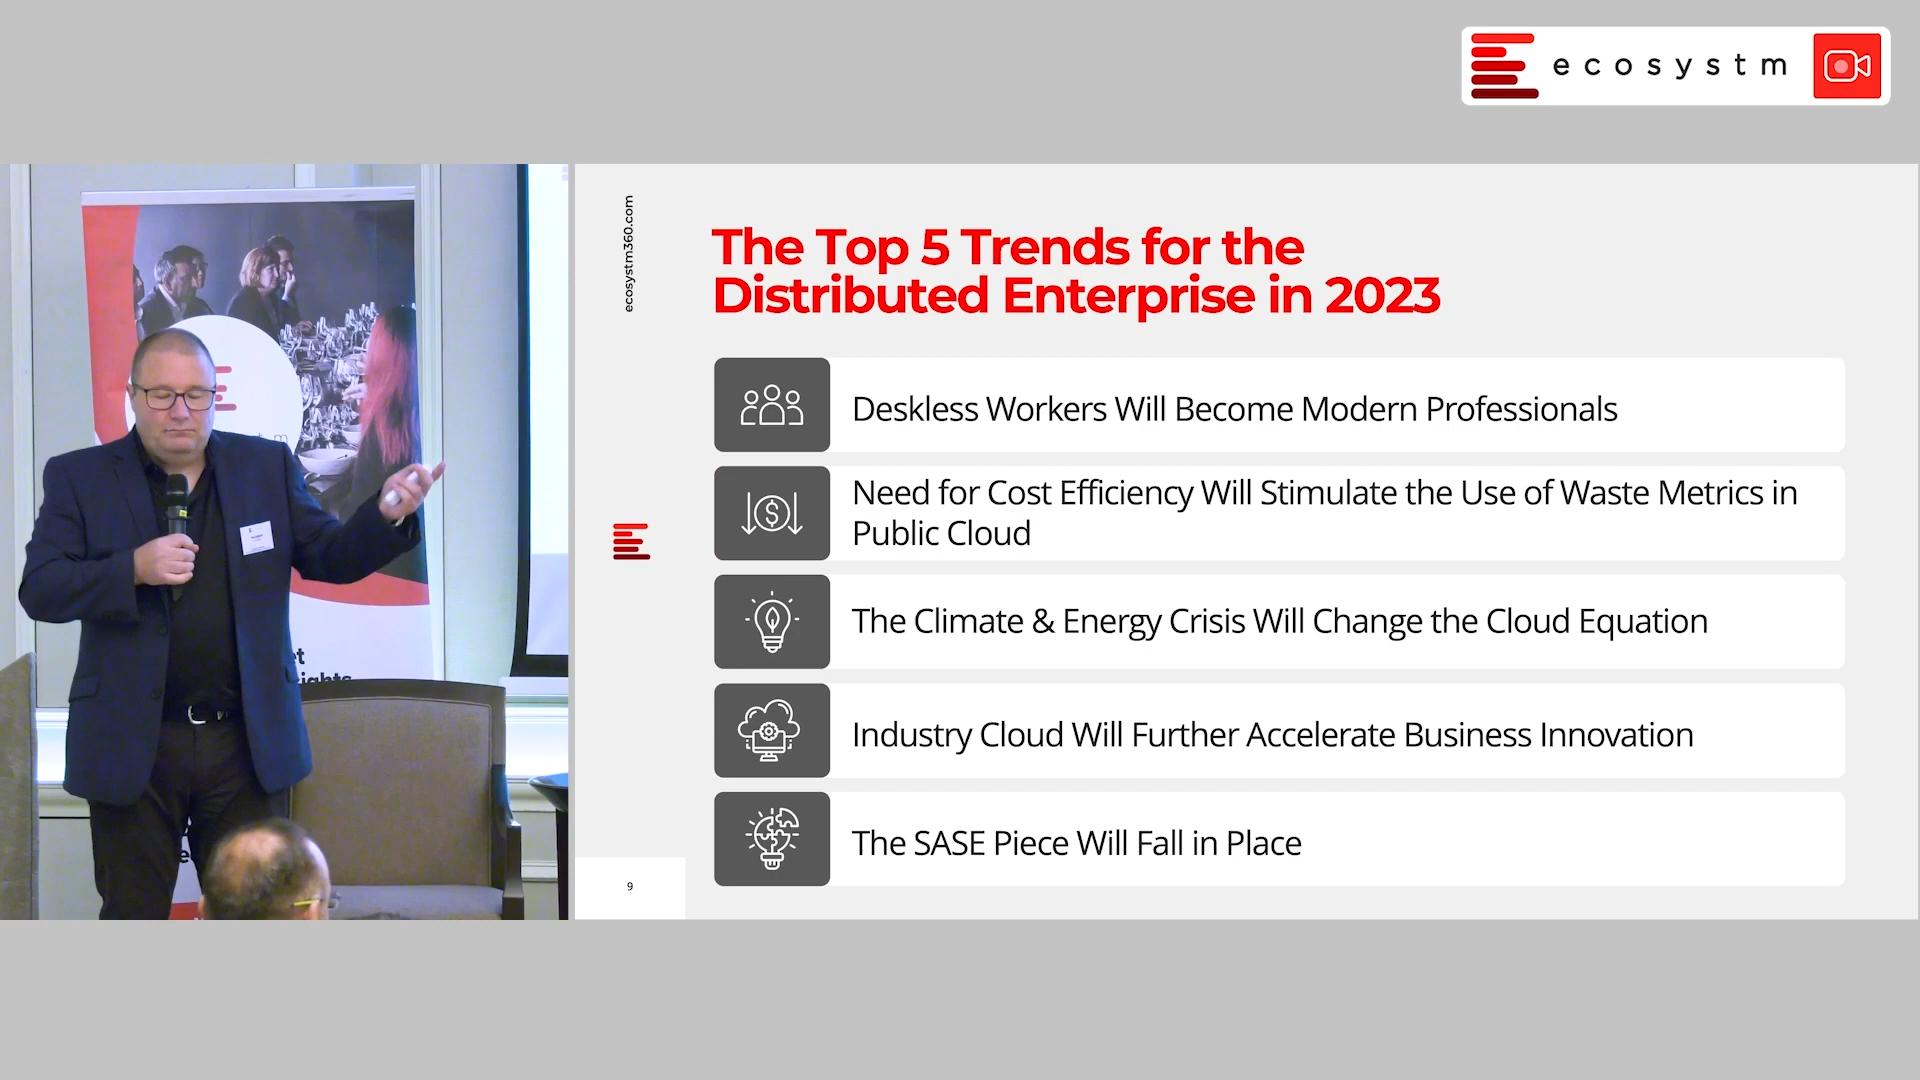 ecosystm
ecosystm360.com
The Top 5 Trends for the
Distributed Enterprise in 2023
Deskless Workers Will Become Modern Professionals
Need for Cost Efficiency Will Stimulate the Use of Waste Metrics in
Public Cloud
The Climate & Energy Crisis Will Change the Cloud Equation
Industry Cloud Will Further Accelerate Business Innovation
The SASE Piece Will Fall in Place
9